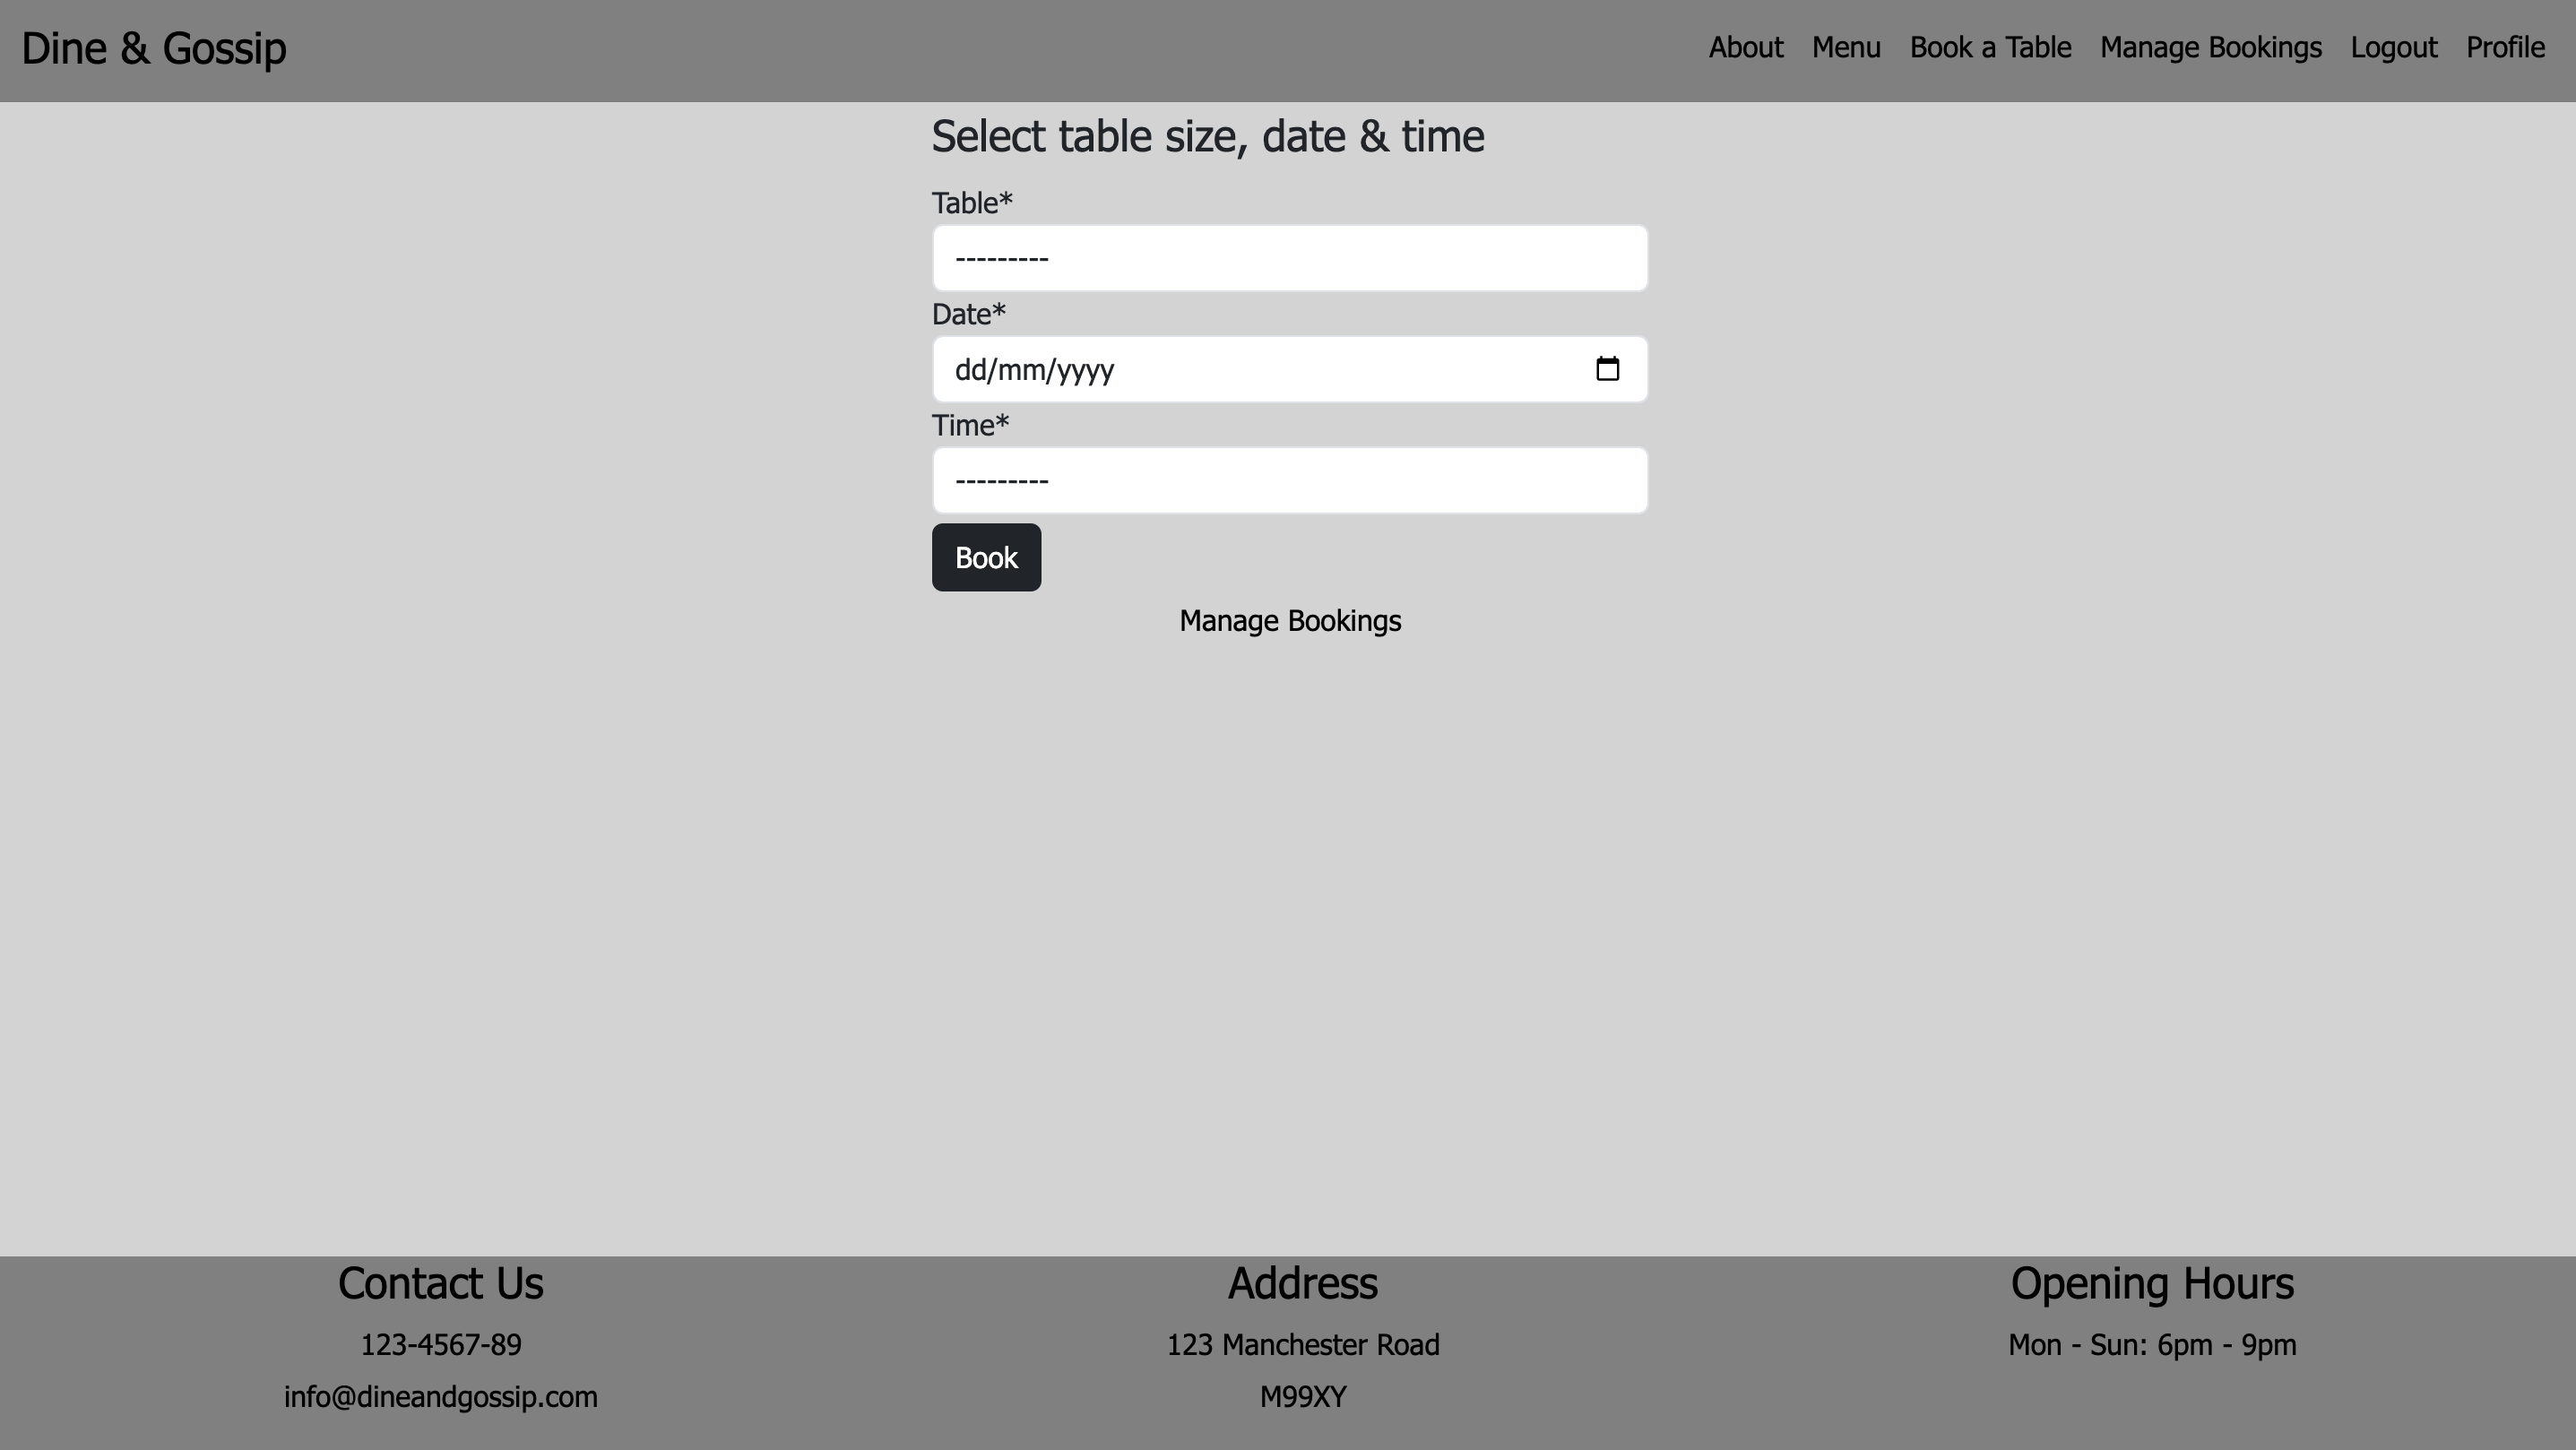 Dine & Gossip
About Menu Book a Table Manage Bookings Logout Profile
Select table size, date & time
Table*
---------
Date*
dd/mm/yyyy
Time*
---------
Book
Manage Bookings
Contact Us
123-4567-89
info@dineandgossip.com
Address
123 Manchester Road
M99XY
Opening Hours
Mon - Sun: 6pm - 9pm